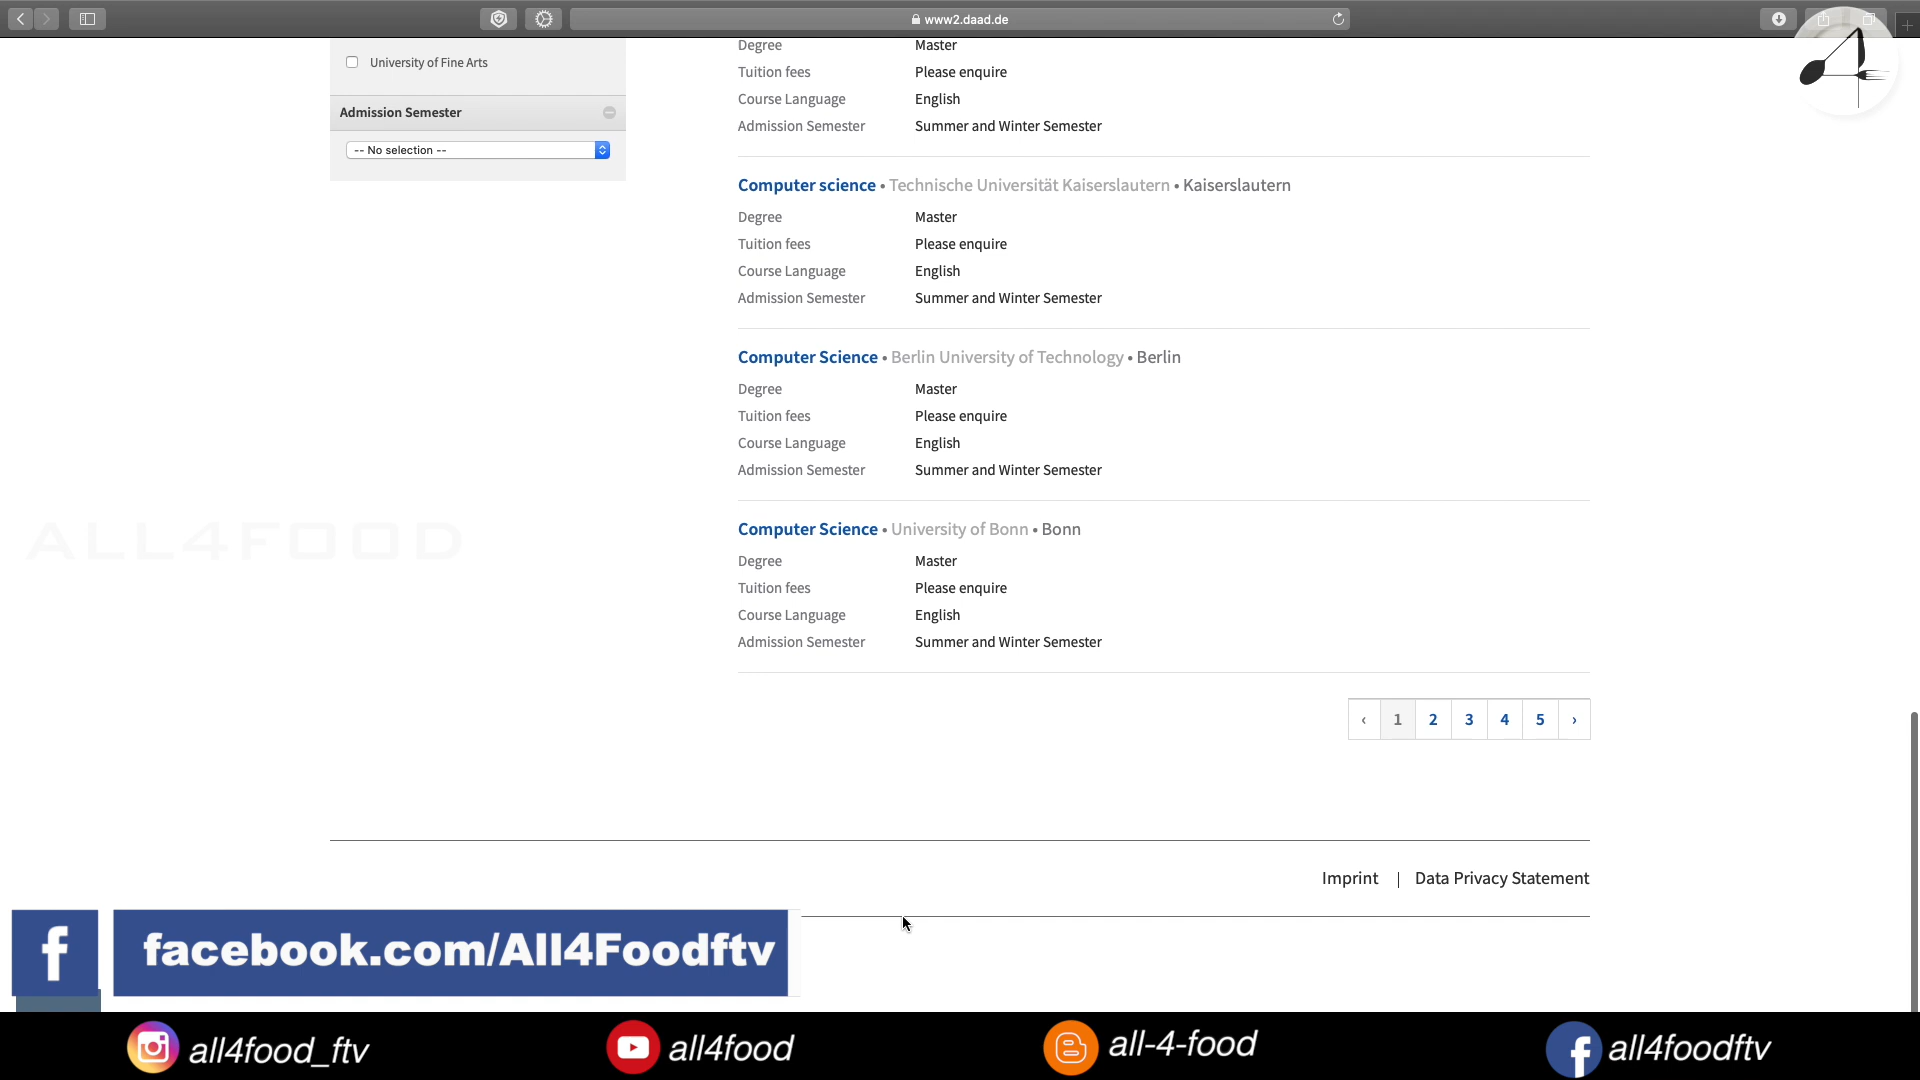 www2.daad.de
University of Fine Arts
Admission Semester
-- No selection --
Degree Master
Tuition fees Please enquire
Course Language English
Admission Semester Summer and Winter Semester
Computer science • Technische Universität Kaiserslautern • Kaiserslautern
Degree Master
Tuition fees Please enquire
Course Language English
Admission Semester Summer and Winter Semester
Computer Science • Berlin University of Technology • Berlin
Degree Master
Tuition fees Please enquire
Course Language English
Admission Semester Summer and Winter Semester
ALL4FOOD
Computer Science • University of Bonn • Bonn
Degree Master
Tuition fees Please enquire
Course Language English
Admission Semester Summer and Winter Semester
‹ 1 2 3 4 5 ›
Imprint | Data Privacy Statement
facebook.com/All4Foodftv
all4food_ftv
all4food
all-4-food
all4foodftv